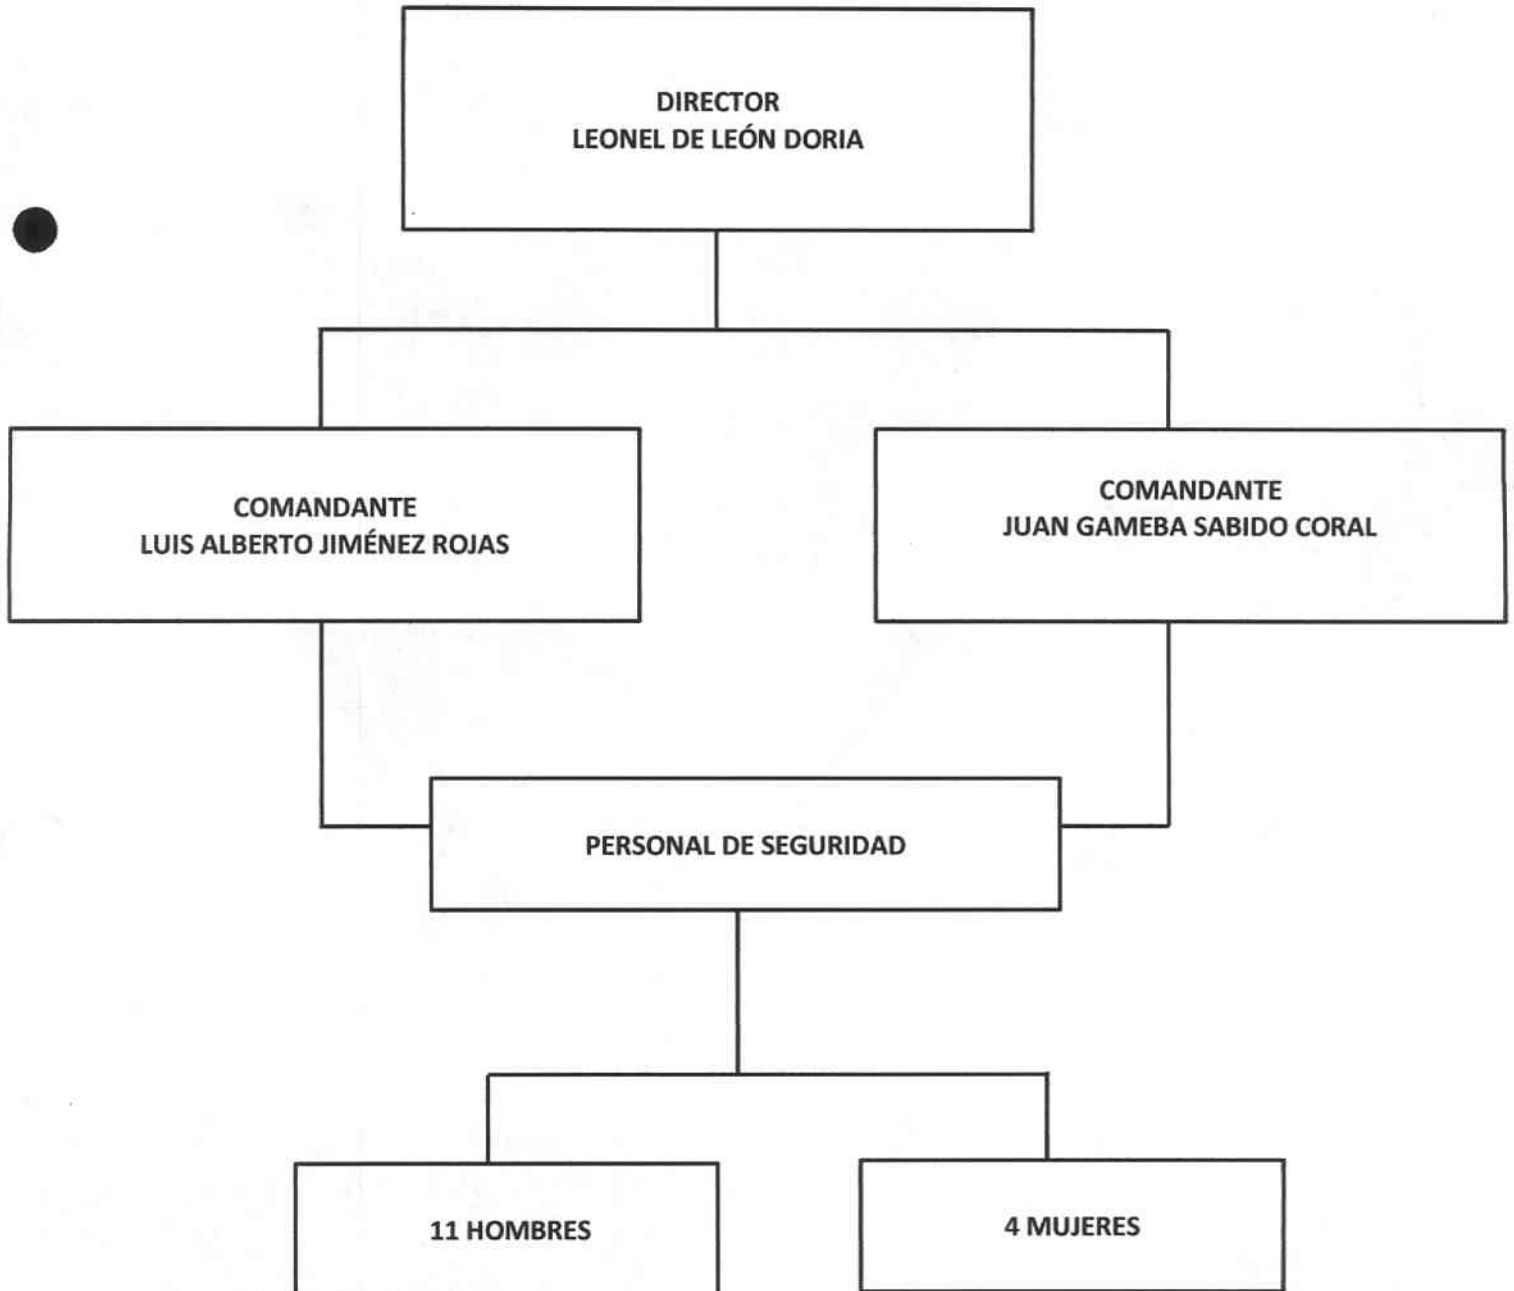 DIRECTOR
LEONEL DE LEÓN DORIA
COMANDANTE
LUIS ALBERTO JIMÉNEZ ROJAS
COMANDANTE
JUAN GAMEBA SABIDO CORAL
PERSONAL DE SEGURIDAD
11 HOMBRES
4 MUJERES